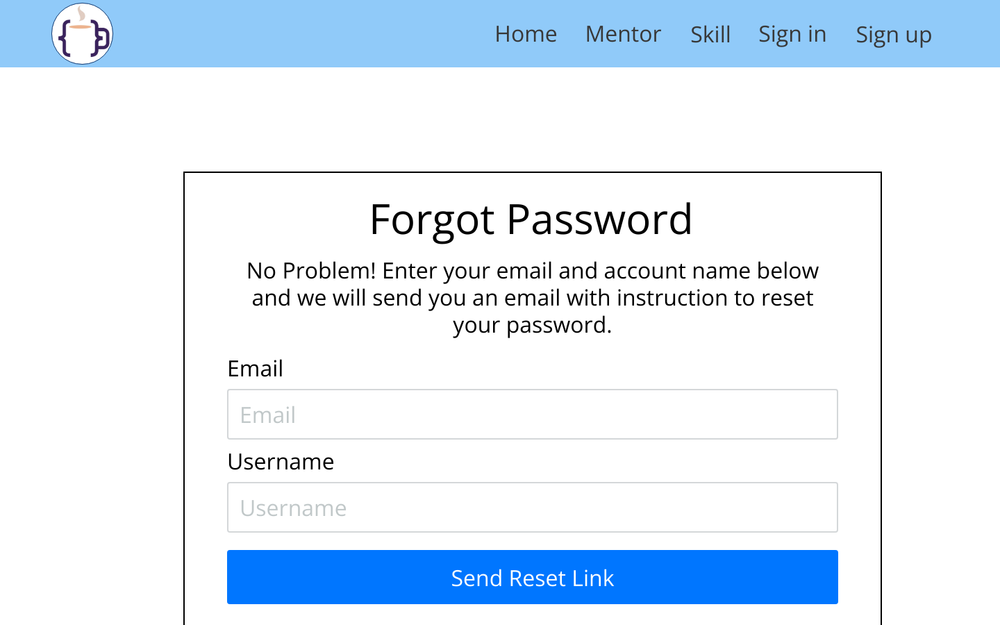 Home Mentor Skill Sign in Sign up
Forgot Password
No Problem! Enter your email and account name below
and we will send you an email with instruction to reset
your password.
Email
Email
Username
Username
Send Reset Link